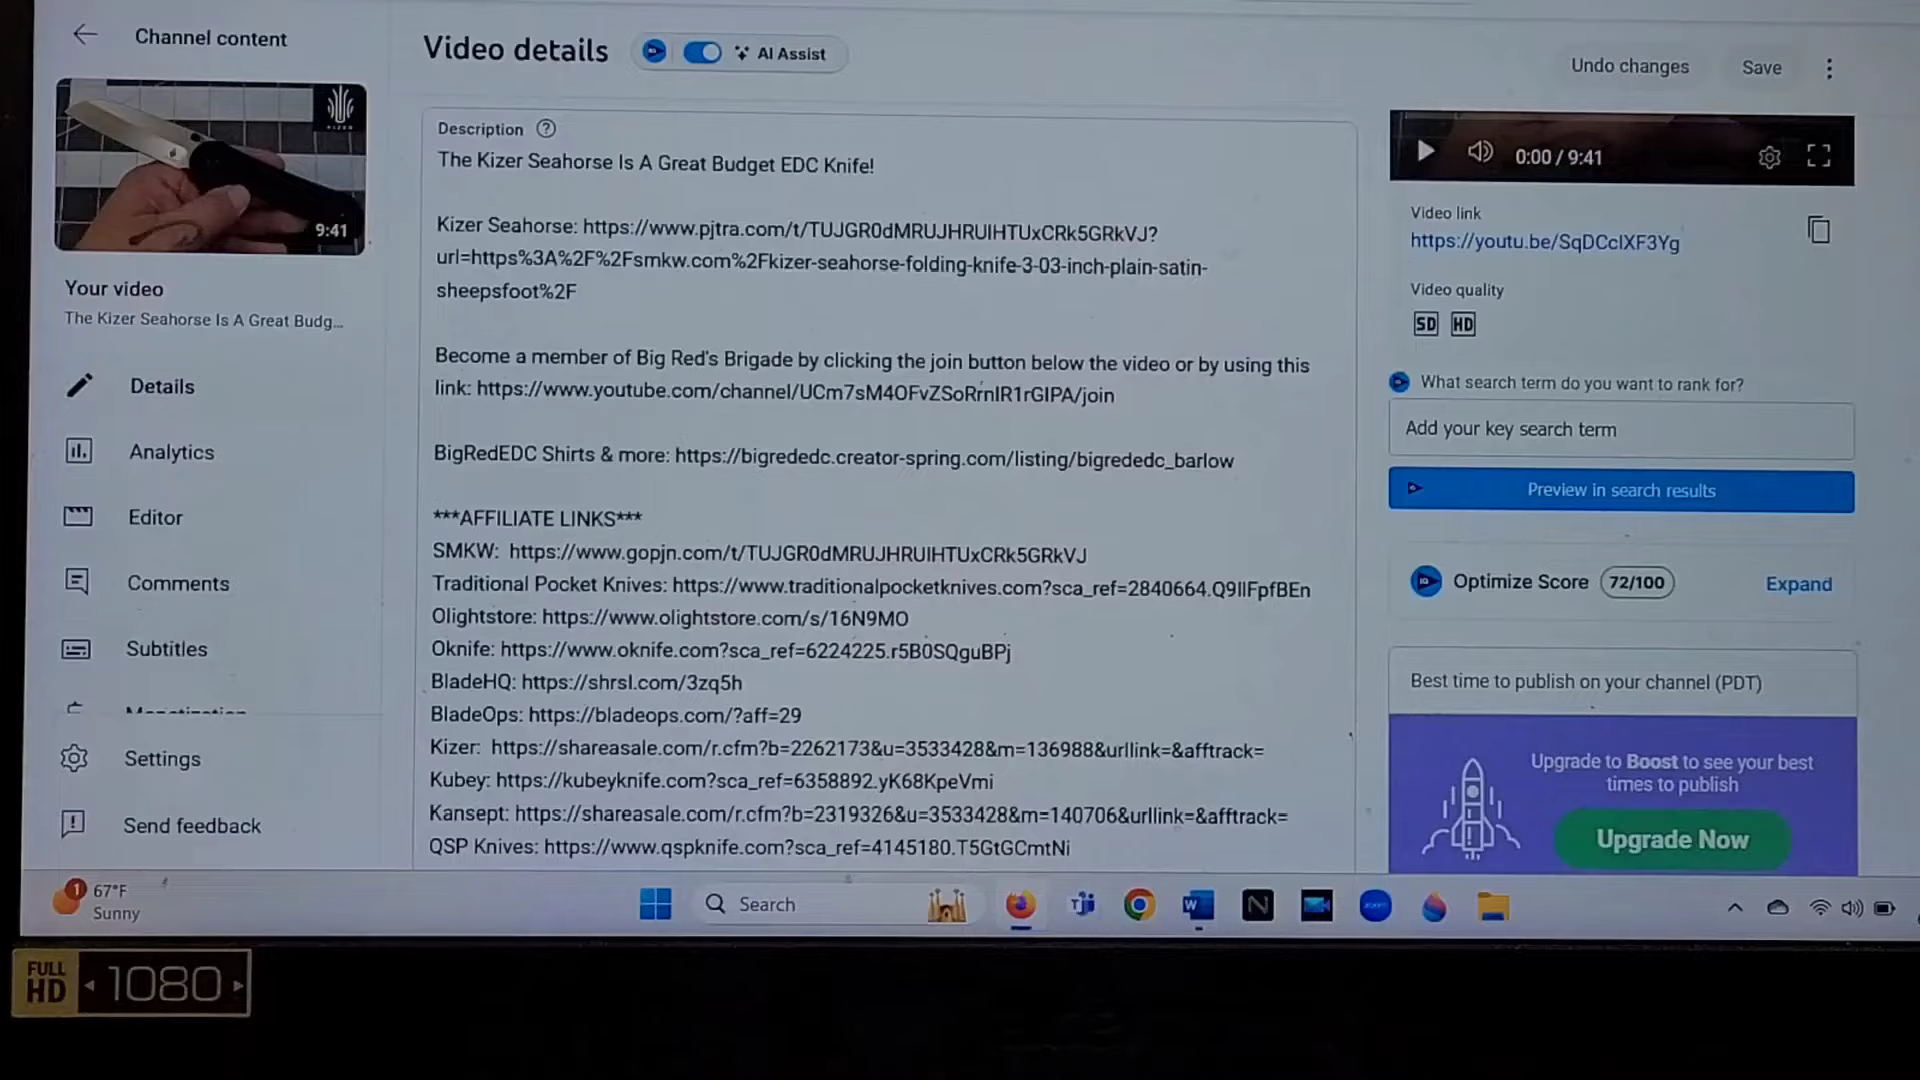 Channel content
Video details
AI Assist
Undo changes
Save
KIZER
9:41
Your video
The Kizer Seahorse Is A Great Budg...
Details
Analytics
Editor
Comments
Subtitles
Settings
Send feedback
Description
The Kizer Seahorse Is A Great Budget EDC Knife!
Kizer Seahorse: https://www.pjtra.com/t/TUJGR0dMRUJHRUlHTUxCRk5GRkVJ?
url=https%3A%2F%2Fsmkw.com%2Fkizer-seahorse-folding-knife-3-03-inch-plain-satin-
sheepsfoot%2F
Become a member of Big Red's Brigade by clicking the join button below the video or by using this
link: https://www.youtube.com/channel/UCm7sM4OFvZSoRrnIR1rGIPA/join
BigRedEDC Shirts & more: https://bigrededc.creator-spring.com/listing/bigrededc_barlow
***AFFILIATE LINKS***
SMKW: https://www.gopjn.com/t/TUJGR0dMRUJHRUlHTUxCRk5GRkVJ
Traditional Pocket Knives: https://www.traditionalpocketknives.com?sca_ref=2840664.Q9IlFpfBEn
Olightstore: https://www.olightstore.com/s/16N9MO
Oknife: https://www.oknife.com?sca_ref=6224225.r5B0SQguBPj
BladeHQ: https://shrsl.com/3zq5h
BladeOps: https://bladeops.com/?aff=29
Kizer: https://shareasale.com/r.cfm?b=2262173&u=3533428&m=136988&urllink=&afftrack=
Kubey: https://kubeyknife.com?sca_ref=6358892.yK68KpeVmi
Kansept: https://shareasale.com/r.cfm?b=2319326&u=3533428&m=140706&urllink=&afftrack=
QSP Knives: https://www.qspknife.com?sca_ref=4145180.T5GtGCmtNi
0:00 / 9:41
Video link
https://youtu.be/SqDCclXF3Yg
Video quality
SD HD
What search term do you want to rank for?
Add your key search term
Preview in search results
Optimize Score 72/100 Expand
Best time to publish on your channel (PDT)
Upgrade to Boost to see your best
times to publish
Upgrade Now
1
67°F
Sunny
Search
FULL
HD
1080